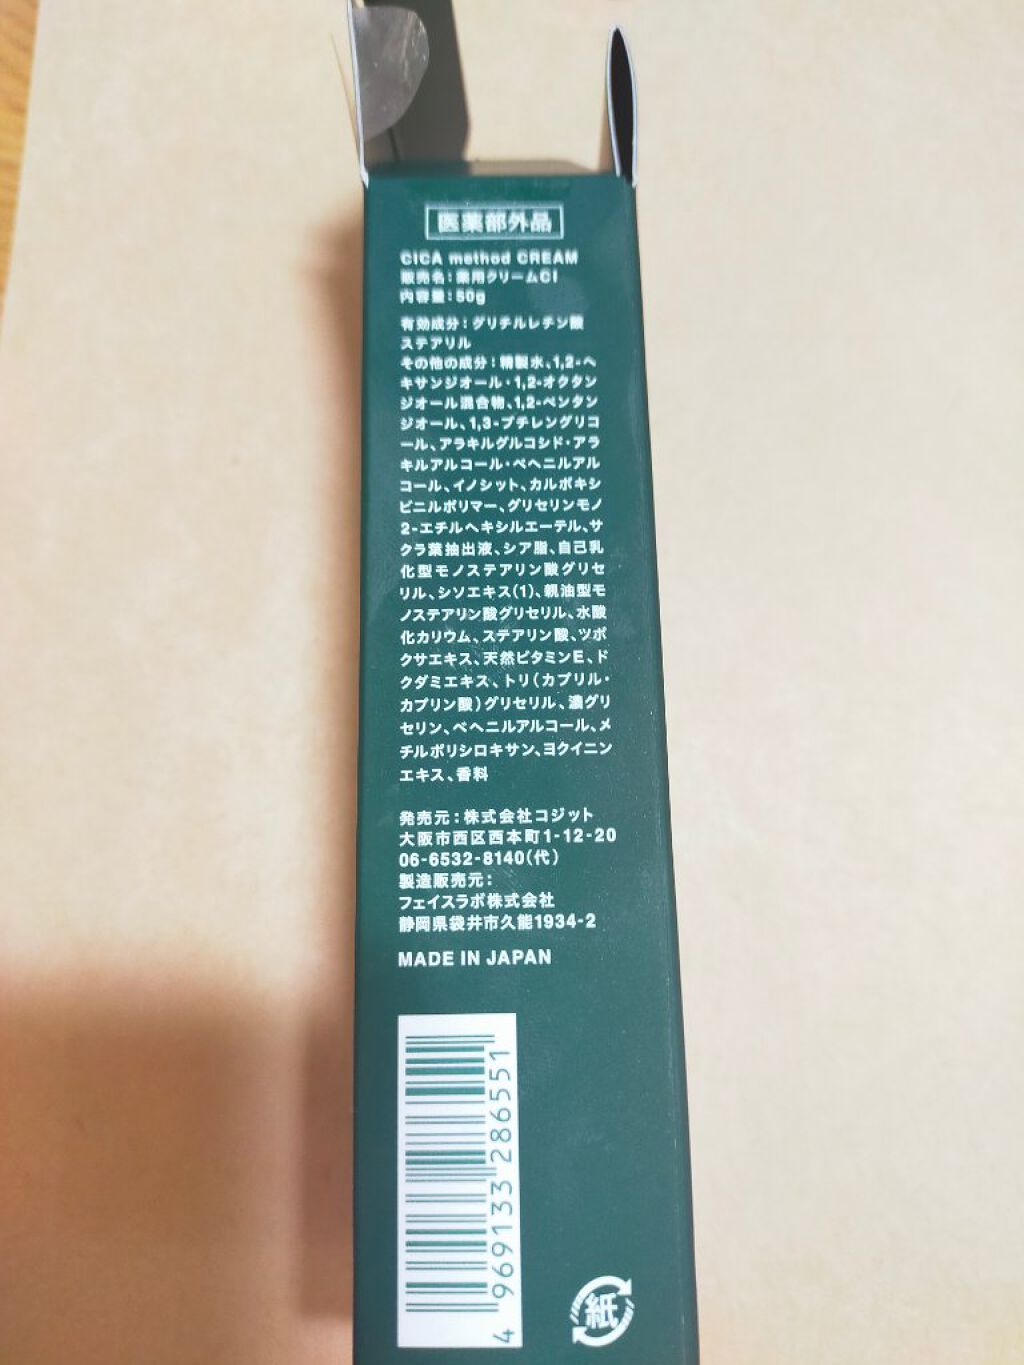 医薬部外品
CICA method CREAM
販売名:薬用クリームCI
内容量:50g
有効成分:グリチルレチン酸
ステアリル
その他の成分:精製水、1,2-ヘ
キサンジオール・1,2-オクタン
ジオール混合物、1,2-ペンタン
ジオール、1,3-ブチレングリコ
ール、アラキルグルコシド・アラ
キルアルコール・ベヘニルアル
コール、イノシット、カルボキシ
ビニルポリマー、グリセリンモノ
2-エチルヘキシルエーテル、サ
クラ葉抽出液、シア脂、自己乳
化型モノステアリン酸グリセ
リル、シソエキス(1)、親油型モ
ノステアリン酸グリセリル、水酸
化カリウム、ステアリン酸、ツボ
クサエキス、天然ビタミンE、ド
クダミエキス、トリ(カプリル・
カプリン酸)グリセリル、濃グリ
セリン、ベヘニルアルコール、メ
チルポリシロキサン、ヨクイニン
エキス、香料
発売元:株式会社コジット
大阪市西区西本町1-12-20
06-6532-8140(代)
製造販売元:
フェイスラボ株式会社
静岡県袋井市久能1934-2
MADE IN JAPAN
4 969133 286551
紙